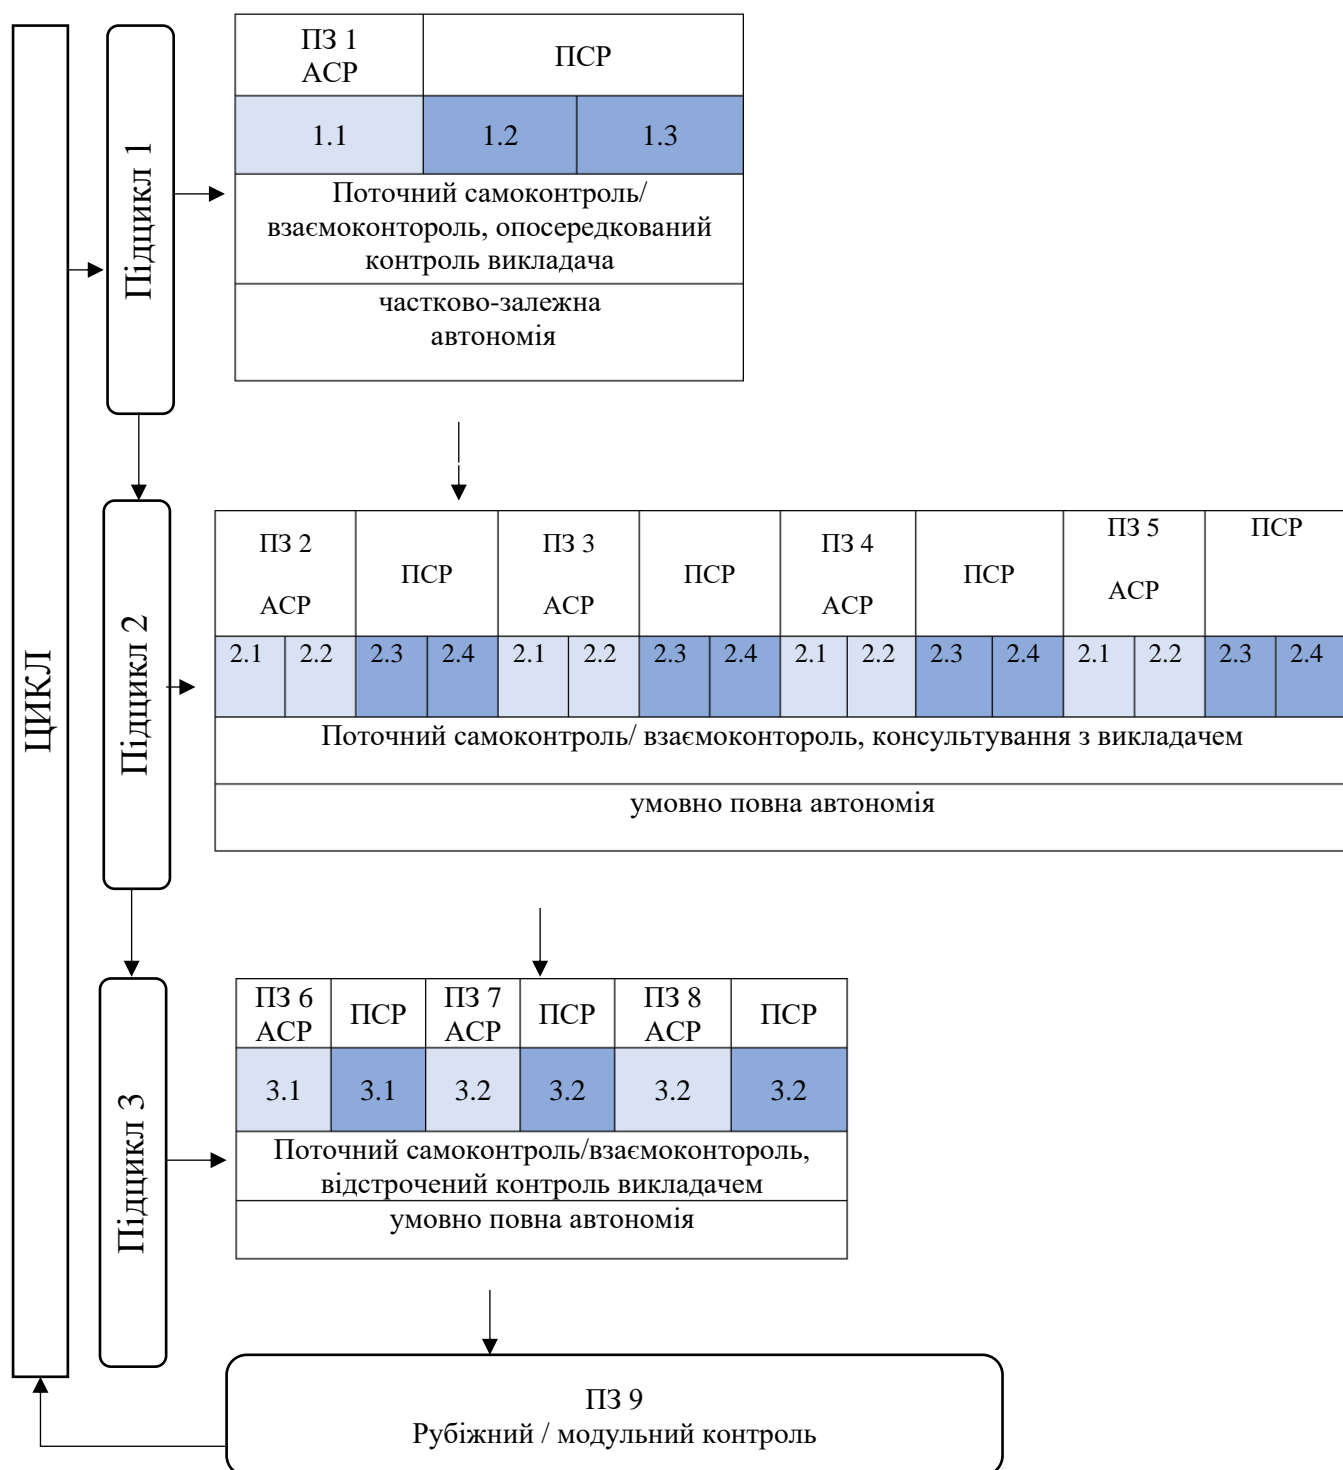 ЦИКЛ
Підцикл 1
ПЗ 1
АСР
ПСР
1.1
1.2
1.3
Поточний самоконтроль/
взаємоконтороль, опосередкований
контроль викладача
частково-залежна
автономія
Підцикл 2
ПЗ 2
АСР
ПСР
ПЗ 3
АСР
ПСР
ПЗ 4
АСР
ПСР
ПЗ 5
АСР
ПСР
2.1
2.2
2.3
2.4
2.1
2.2
2.3
2.4
2.1
2.2
2.3
2.4
2.1
2.2
2.3
2.4
Поточний самоконтроль/ взаємоконтороль, консультування з викладачем
умовно повна автономія
Підцикл 3
ПЗ 6
АСР
ПСР
ПЗ 7
АСР
ПСР
ПЗ 8
АСР
ПСР
3.1
3.1
3.2
3.2
3.2
3.2
Поточний самоконтроль/взаємоконтороль,
відстрочений контроль викладачем
умовно повна автономія
ПЗ 9
Рубіжний / модульний контроль